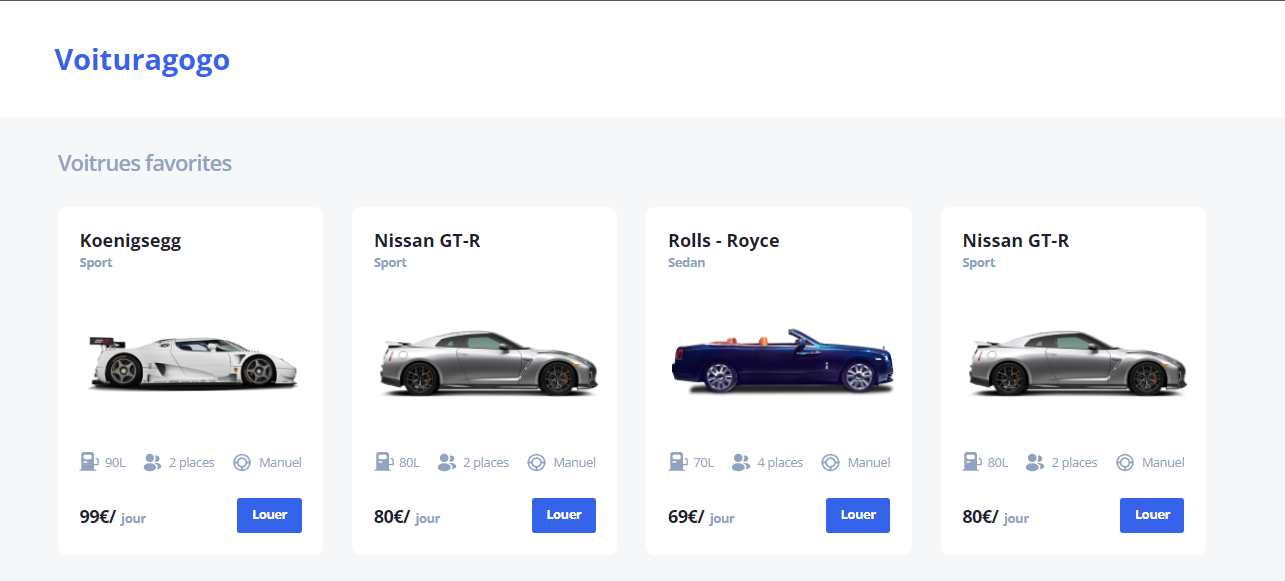 Voituragogo
Voitrues favorites
Koenigsegg
Sport
90L 2 places Manuel
99€/ jour Louer
Nissan GT-R
Sport
80L 2 places Manuel
80€/ jour Louer
Rolls - Royce
Sedan
70L 4 places Manuel
69€/ jour Louer
Nissan GT-R
Sport
80L 2 places Manuel
80€/ jour Louer